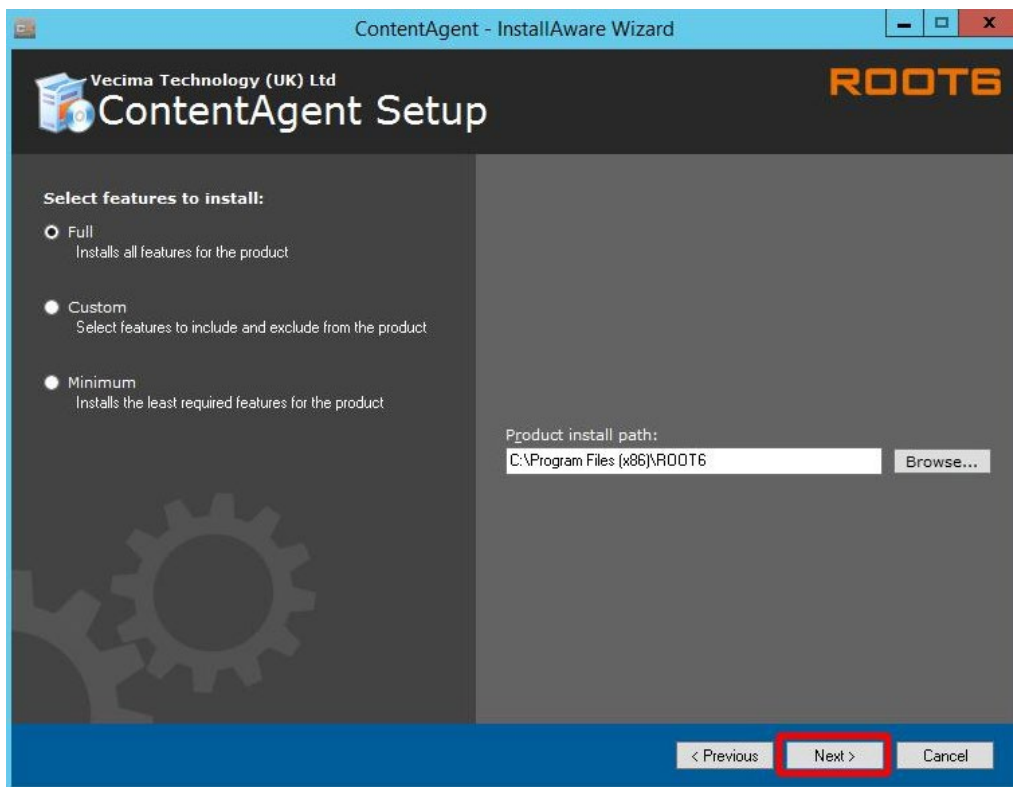 ContentAgent - InstallAware Wizard
Vecima Technology (UK) Ltd
ContentAgent Setup
ROOT6
Select features to install:
Full
Installs all features for the product
Custom
Select features to include and exclude from the product
Minimum
Installs the least required features for the product
Product install path:
C:\Program Files (x86)\ROOT6
Browse...
< Previous
Next >
Cancel